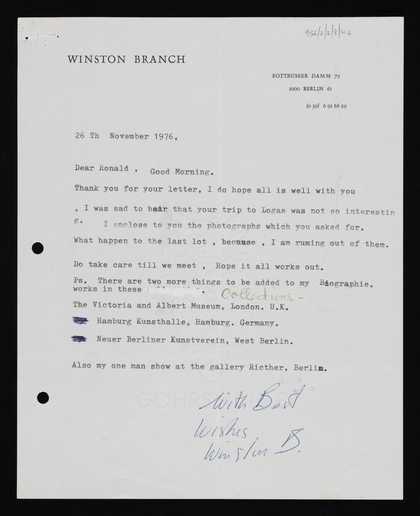 WINSTON BRANCH
KOTTBUSSER DAMM 72
1000 BERLIN 61
26 Th November 1976.
Dear Ronald , Good Morning.
Thank you for your letter, I do hope all is well with you
, I was sad to hear that your trip to Logas was not so interestin
g. I enclose to you the photographs which you asked for.
What happen to the last lot , because , I am runing out of them.
Do take care till we meet , Hope it all works out.
Ps. There are two more things to be added to my Biographie.
works in these
Collections -
The Victoria and Albert Museum, London. U.K.
Hamburg Kunsthalle, Hamburg. Germany.
Neuer Berliner Kunstverein, West Berlin.
Also my one man show at the gallery Ricther, Berlin.
With Best
Wishes
Winston B.